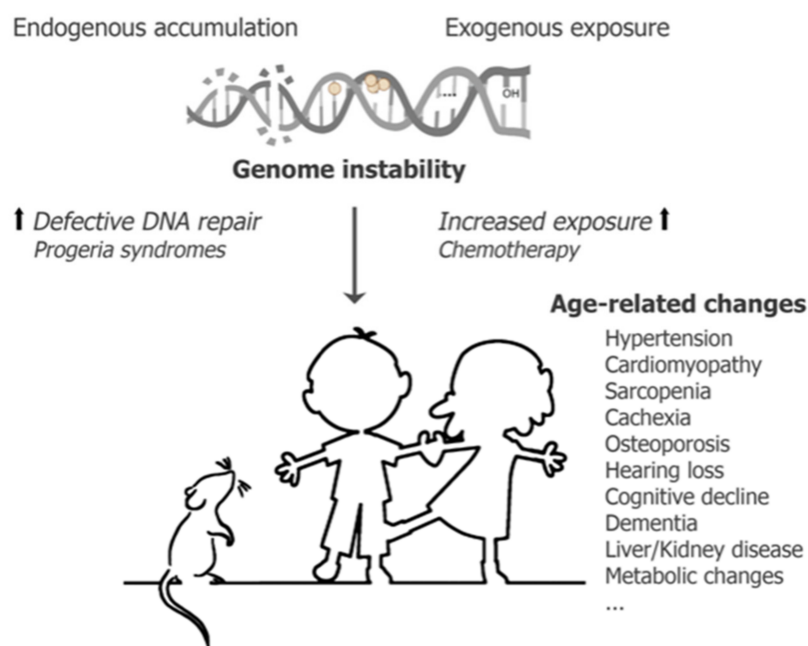 Endogenous accumulation
Exogenous exposure
OH
Genome instability
Defective DNA repair
Progeria syndromes
Increased exposure
Chemotherapy
Age-related changes
Hypertension
Cardiomyopathy
Sarcopenia
Cachexia
Osteoporosis
Hearing loss
Cognitive decline
Dementia
Liver/Kidney disease
Metabolic changes
...